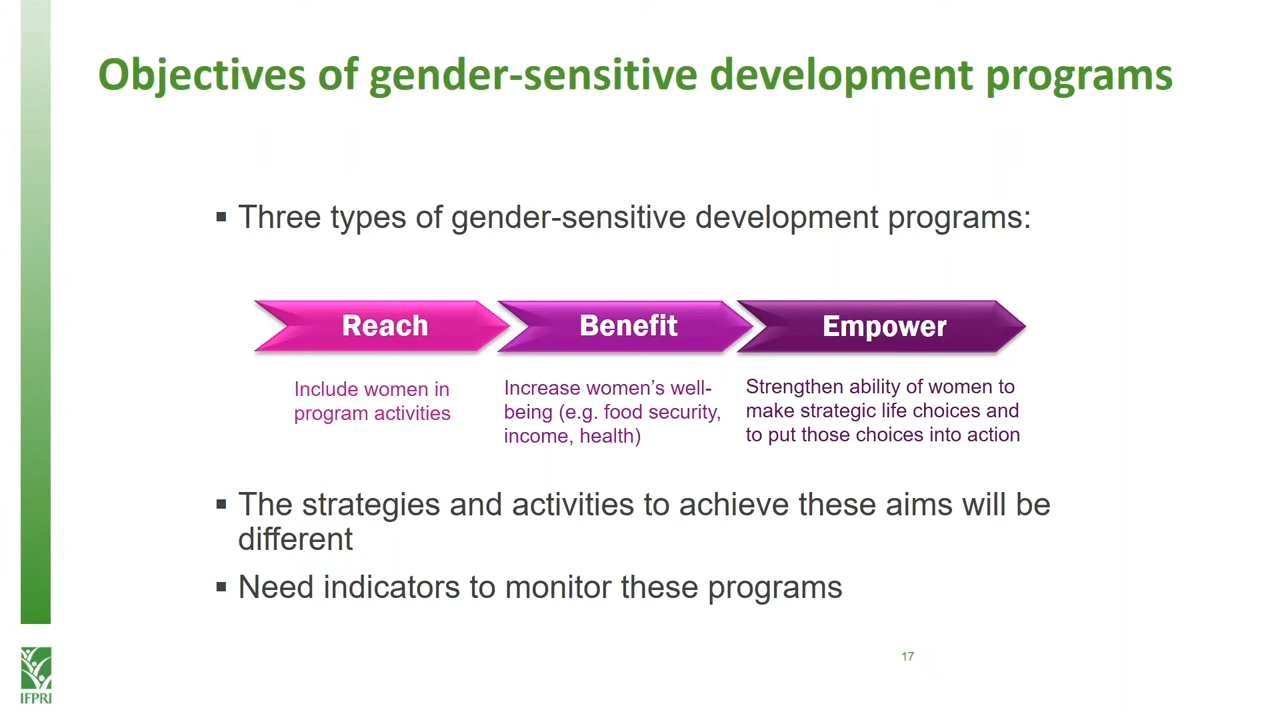 Objectives of gender-sensitive development programs
▪ Three types of gender-sensitive development programs:
Reach
Benefit
Empower
Include women in
program activities
Increase women's well-
being (e.g. food security,
income, health)
Strengthen ability of women to
make strategic life choices and
to put those choices into action
▪ The strategies and activities to achieve these aims will be
different
▪ Need indicators to monitor these programs
17
IFPRI